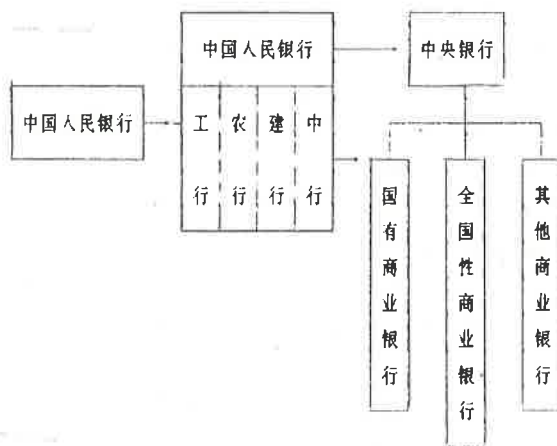 中国人民银行
中国人民银行
工行
农行
建行
中行
中央银行
国有商业银行
全国性商业银行
其他商业银行